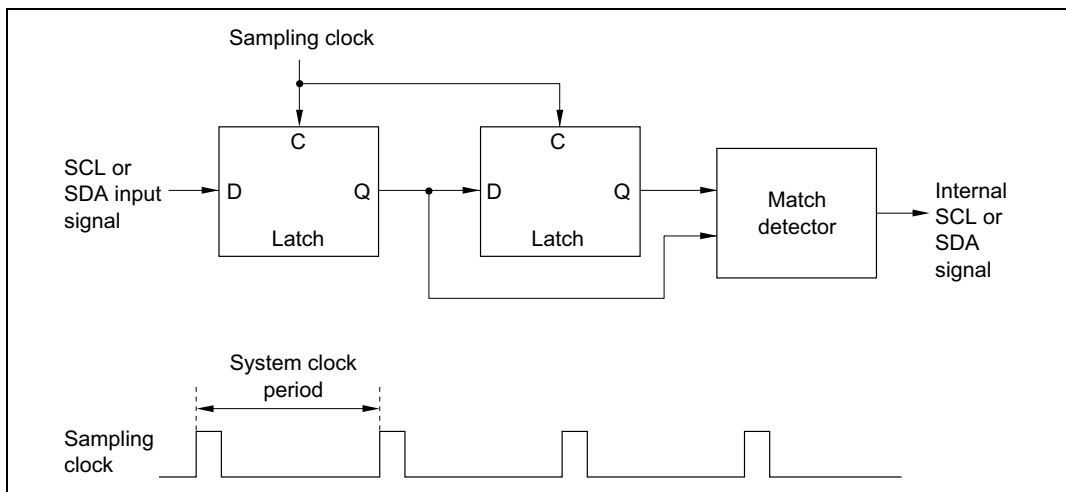 Sampling clock
C
C
SCL or
SDA input
signal
D
Q
D
Q
Latch
Latch
Match
detector
Internal
SCL or
SDA
signal
System clock
period
Sampling
clock